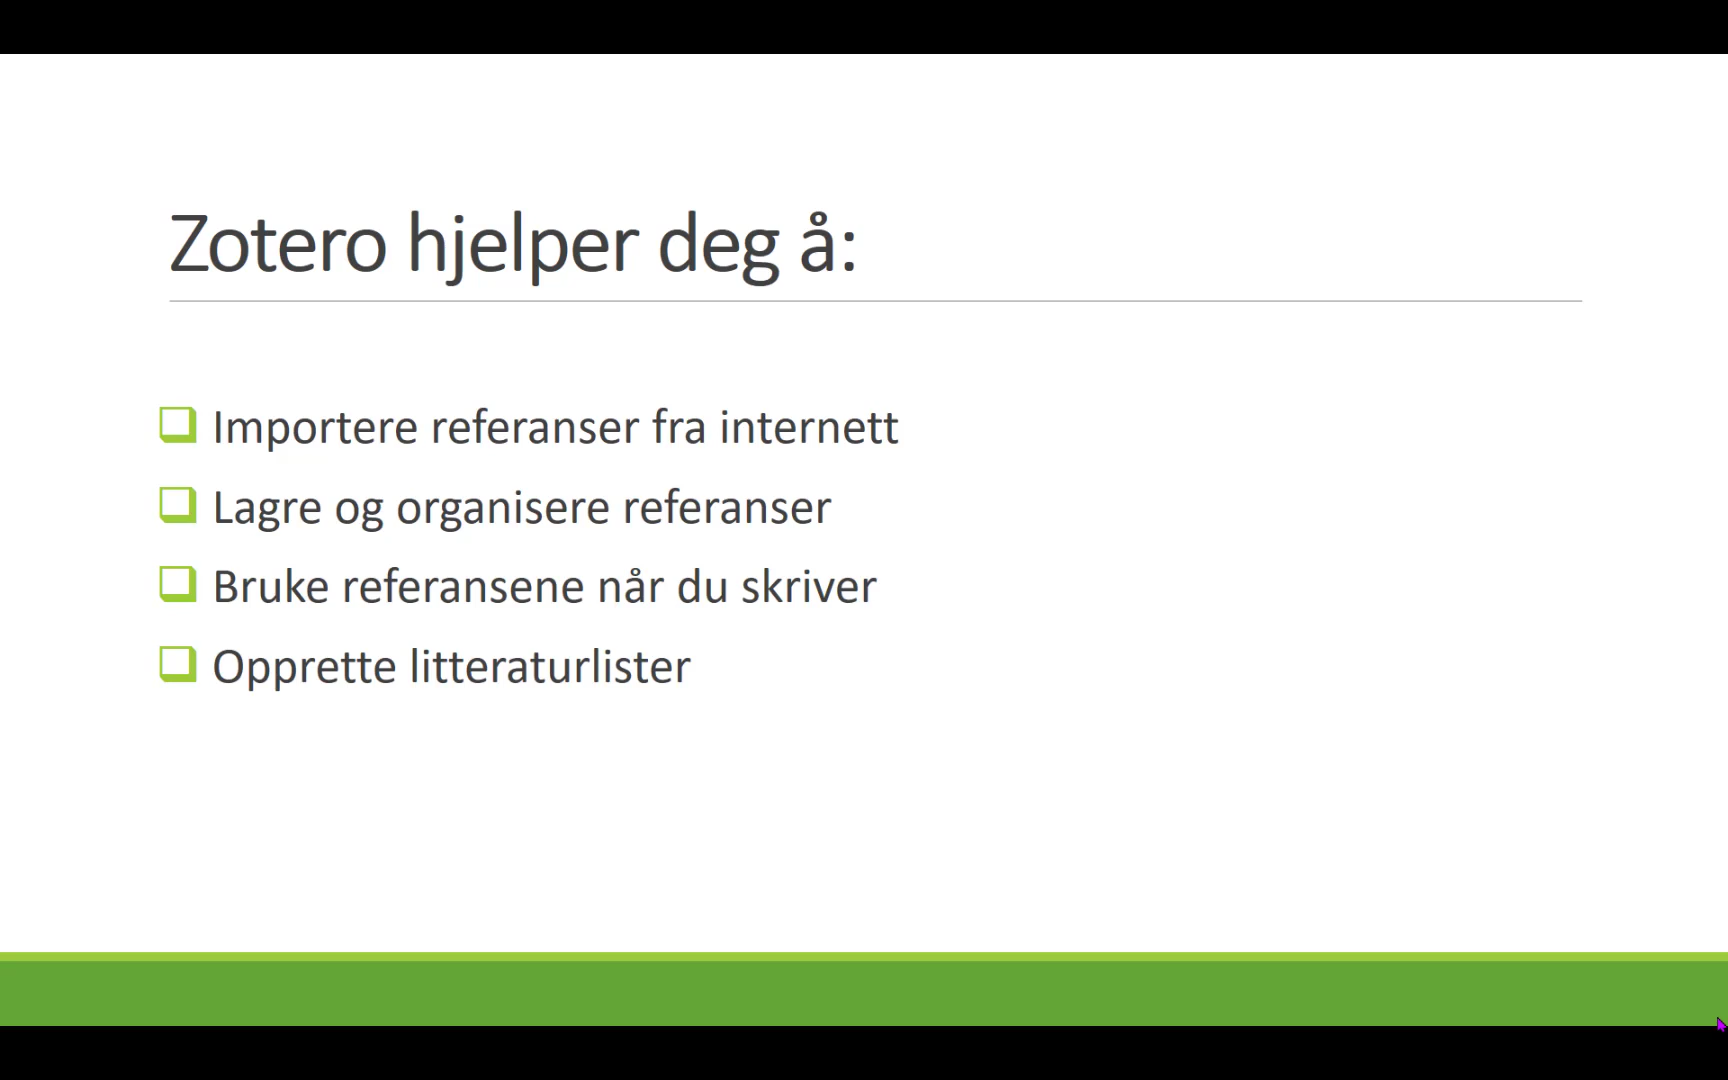 Zotero hjelper deg å:
Importere referanser fra internett
Lagre og organisere referanser
Bruke referansene når du skriver
Opprette litteraturlister